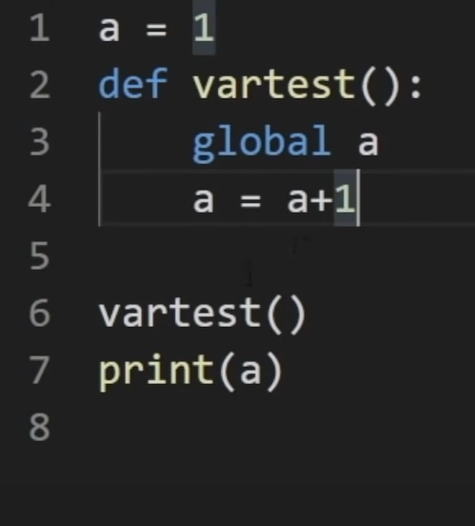 1 a = 1
2 def vartest():
3     global a
4     a = a+1
5
6 vartest()
7 print(a)
8